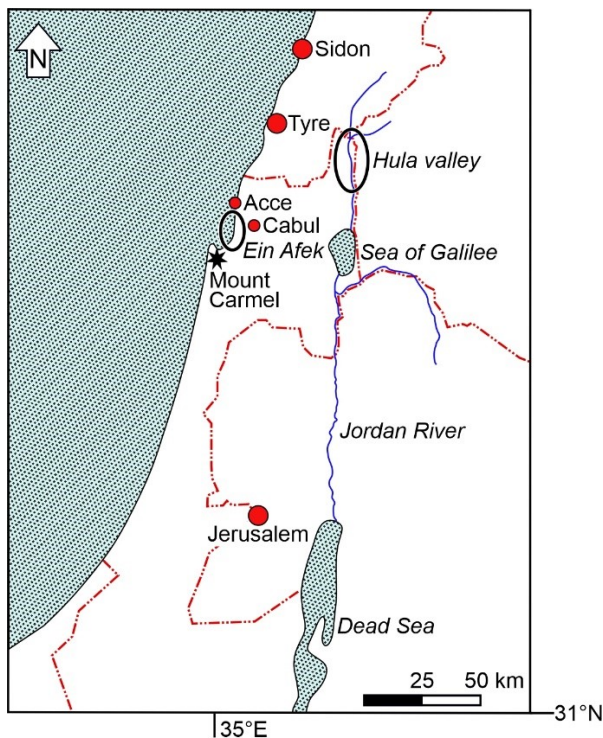 N
Sidon
Tyre
Hula valley
Acce
Cabul
Ein Afek
Sea of Galilee
Mount
Carmel
Jordan River
Jerusalem
Dead Sea
25 50 km
31°N
35°E